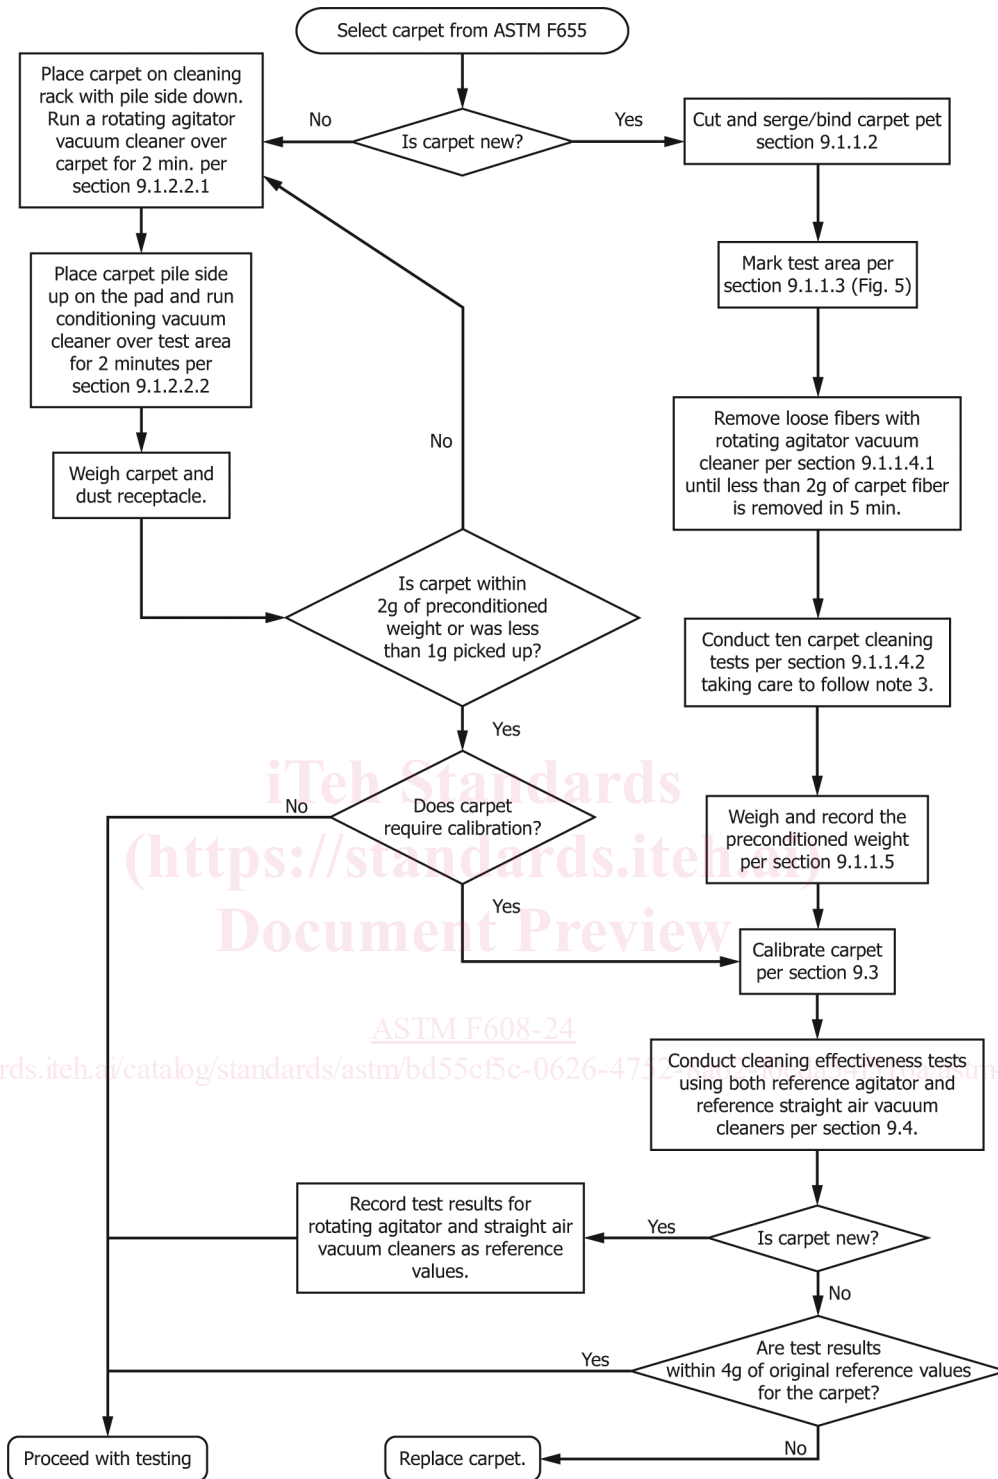 Select carpet from ASTM F655
Place carpet on cleaning
rack with pile side down.
Run a rotating agitator
vacuum cleaner over
carpet for 2 min. per
section 9.1.2.2.1
No
Is carpet new?
Yes
Cut and serge/bind carpet pet
section 9.1.1.2
Place carpet pile side
up on the pad and run
conditioning vacuum
cleaner over test area
for 2 minutes per
section 9.1.2.2.2
Mark test area per
section 9.1.1.3 (Fig. 5)
Weigh carpet and
dust receptacle.
No
Remove loose fibers with
rotating agitator vacuum
cleaner per section 9.1.1.4.1
until less than 2g of carpet fiber
is removed in 5 min.
Is carpet within
2g of preconditioned
weight or was less
than 1g picked up?
Conduct ten carpet cleaning
tests per section 9.1.1.4.2
taking care to follow note 3.
Yes
No
Does carpet
require calibration?
Weigh and record the
preconditioned weight
per section 9.1.1.5
Yes
Calibrate carpet
per section 9.3
iTeh Standards
(https://standards.iteh.ai)
Document Preview
ASTM F608-24
rds.iteh.ai/catalog/standards/astm/bd55cf5c-0626-4752-
Conduct cleaning effectiveness tests
using both reference agitator and
reference straight air vacuum
cleaners per section 9.4.
Record test results for
rotating agitator and straight air
vacuum cleaners as reference
values.
Yes
Is carpet new?
No
Are test results
within 4g of original reference values
for the carpet?
Yes
No
Proceed with testing
Replace carpet.